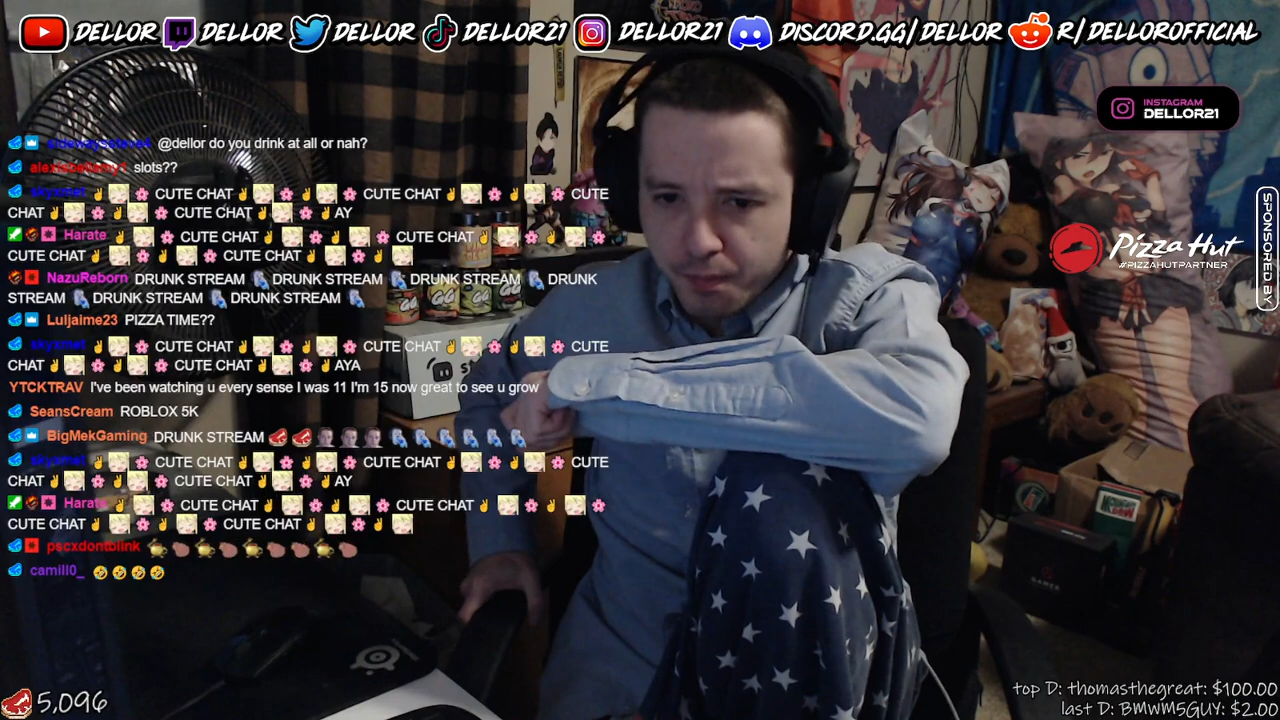 DELLOR DELLOR DELLOR DELLOR21 DELLOR21 DISCORD.GG/DELLOR R/DELLOROFFICIAL
INSTAGRAM
DELLOR21
@dellor do you drink at all or nah?
slots??
skyxmet CUTE CHAT CUTE CHAT CUTE
CHAT CUTE CHAT AY
Harate CUTE CHAT CUTE CHAT
CUTE CHAT CUTE CHAT
NazuReborn DRUNK STREAM DRUNK STREAM DRUNK STREAM DRUNK
STREAM DRUNK STREAM DRUNK STREAM
Luljaime23 PIZZA TIME??
skyxmet CUTE CHAT CUTE CHAT CUTE
CHAT CUTE CHAT AYA
YTCKTRAV I've been watching u every sense I was 11 I'm 15 now great to see u grow
SeansCream ROBLOX 5K
BigMekGaming DRUNK STREAM
skyxmet CUTE CHAT CUTE CHAT CUTE
CHAT CUTE CHAT AY
Harate CUTE CHAT CUTE CHAT
CUTE CHAT CUTE CHAT
pscxdontblink
camill0_
Pizza Hut
#PIZZAHUTPARTNER
SPONSORED BY
5,096
top D: thomasthegreat: $100.00
last D: BMWM5GUY: $2.00